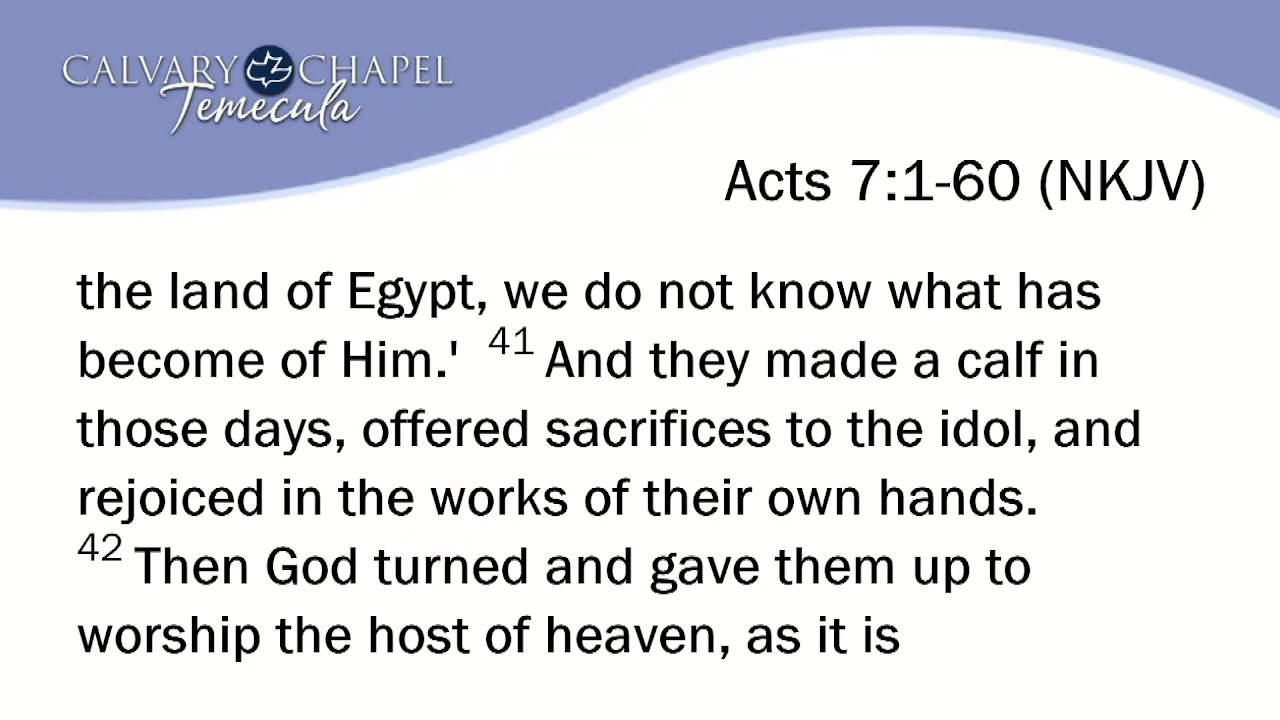 CALVARY CHAPEL
Temecula
Acts 7:1-60 (NKJV)
the land of Egypt, we do not know what has
become of Him.' 41 And they made a calf in
those days, offered sacrifices to the idol, and
rejoiced in the works of their own hands.
42 Then God turned and gave them up to
worship the host of heaven, as it is